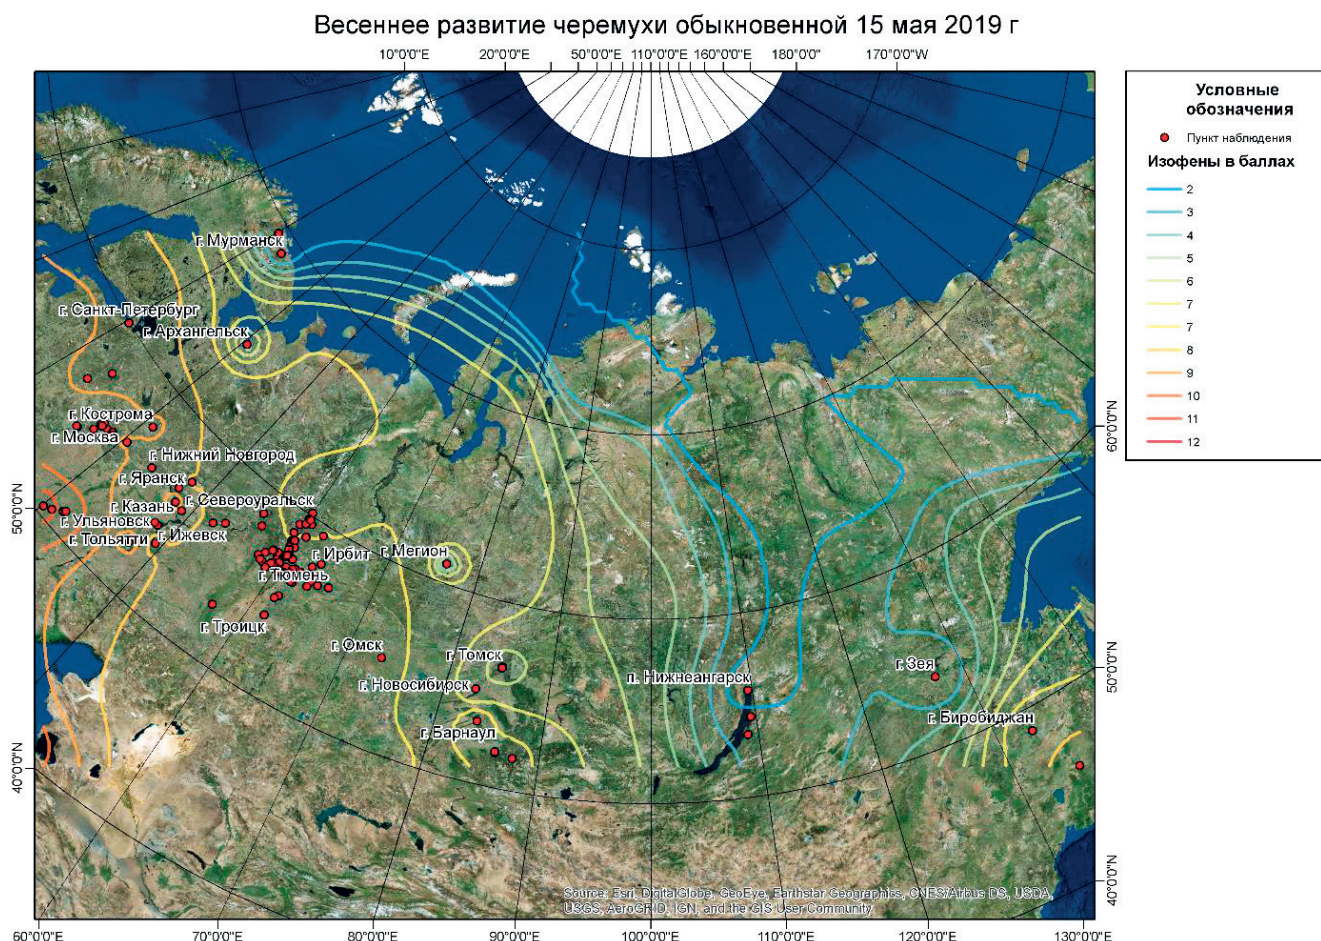 Весеннее развитие черемухи обыкновенной 15 мая 2019 г
10°0'0"E 20°0'0"E 50°0'0"E 110°0'0"E 160°0'0"E 180°0'0" 170°0'0"W
Условные
обозначения
Пункт наблюдения
Изофены в баллах
2
3
4
5
6
7
7
8
9
10
11
12
г. Мурманск
г. Санкт-Петербург
г. Архангельск
г. Кострома
г. Москва
г. Нижний Новгород
г. Яранск
г. Североуральск
г. Казань
г. Ульяновск
г. Ижевск
г. Тольятти
г. Ирбит
г. Мегион
г. Тюмень
г. Троицк
г. Омск
г. Томск
г. Новосибирск
г. Барнаул
п. Нижнеангарск
г. Зея
г. Биробиджан
50°0'0"N
40°0'0"N
60°0'0"N
50°0'0"N
40°0'0"N
Source: Esri, DigitalGlobe, GeoEye, Earthstar Geographics, CNES/Airbus DS, USDA,
USGS, AeroGRID, IGN, and the GIS User Community
60°0'0"E 70°0'0"E 80°0'0"E 90°0'0"E 100°0'0"E 110°0'0"E 120°0'0"E 130°0'0"E